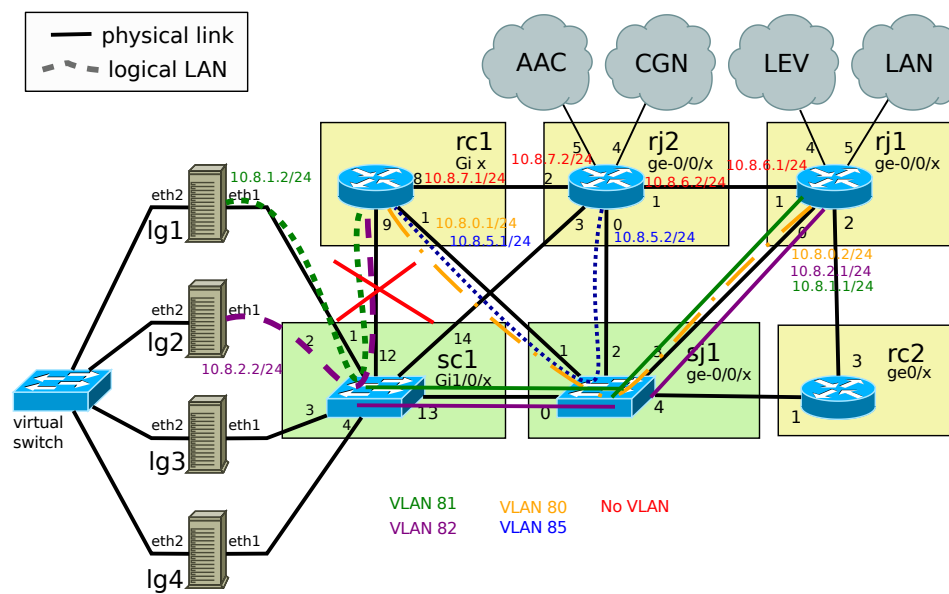 physical link
logical LAN
AAC
CGN
LEV
LAN
rc1
Gi x
rj2
ge-0/0/x
rj1
ge-0/0/x
5
4
4
5
10.8.7.2/24
10.8.6.1/24
8
10.8.7.1/24
2
10.8.6.2/24
1
1
2
0
9
1
10.8.0.1/24
10.8.5.1/24
3
0
10.8.5.2/24
10.8.0.2/24
10.8.2.1/24
10.8.1.1/24
10.8.1.2/24
eth2
eth1
lg1
eth2
eth1
lg2
10.8.2.2/24
2
1
12
14
sc1
Gi1/0/x
3
4
13
1
2
3
sj1
ge-0/0/x
0
4
rc2
ge0/x
3
1
virtual
switch
eth2
eth1
lg3
eth2
eth1
lg4
VLAN 81
VLAN 82
VLAN 80
VLAN 85
No VLAN